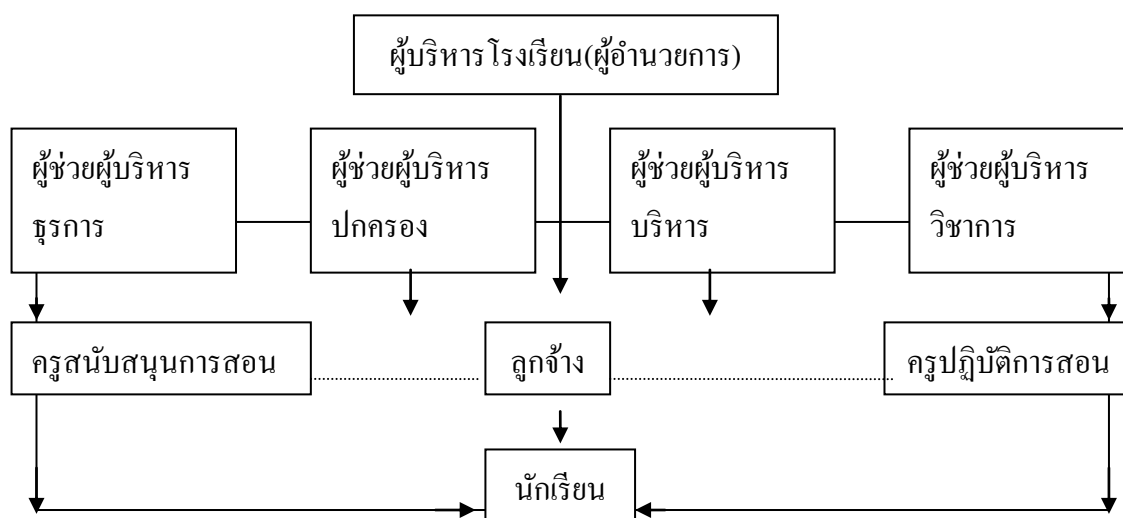 ผู้บริหารโรงเรียน(ผู้อำนวยการ)
ผู้ช่วยผู้บริหาร
ธุรการ
ผู้ช่วยผู้บริหาร
ปกครอง
ผู้ช่วยผู้บริหาร
บริหาร
ผู้ช่วยผู้บริหาร
วิชาการ
ครูสนับสนุนการสอน
ลูกจ้าง
ครูปฏิบัติการสอน
นักเรียน